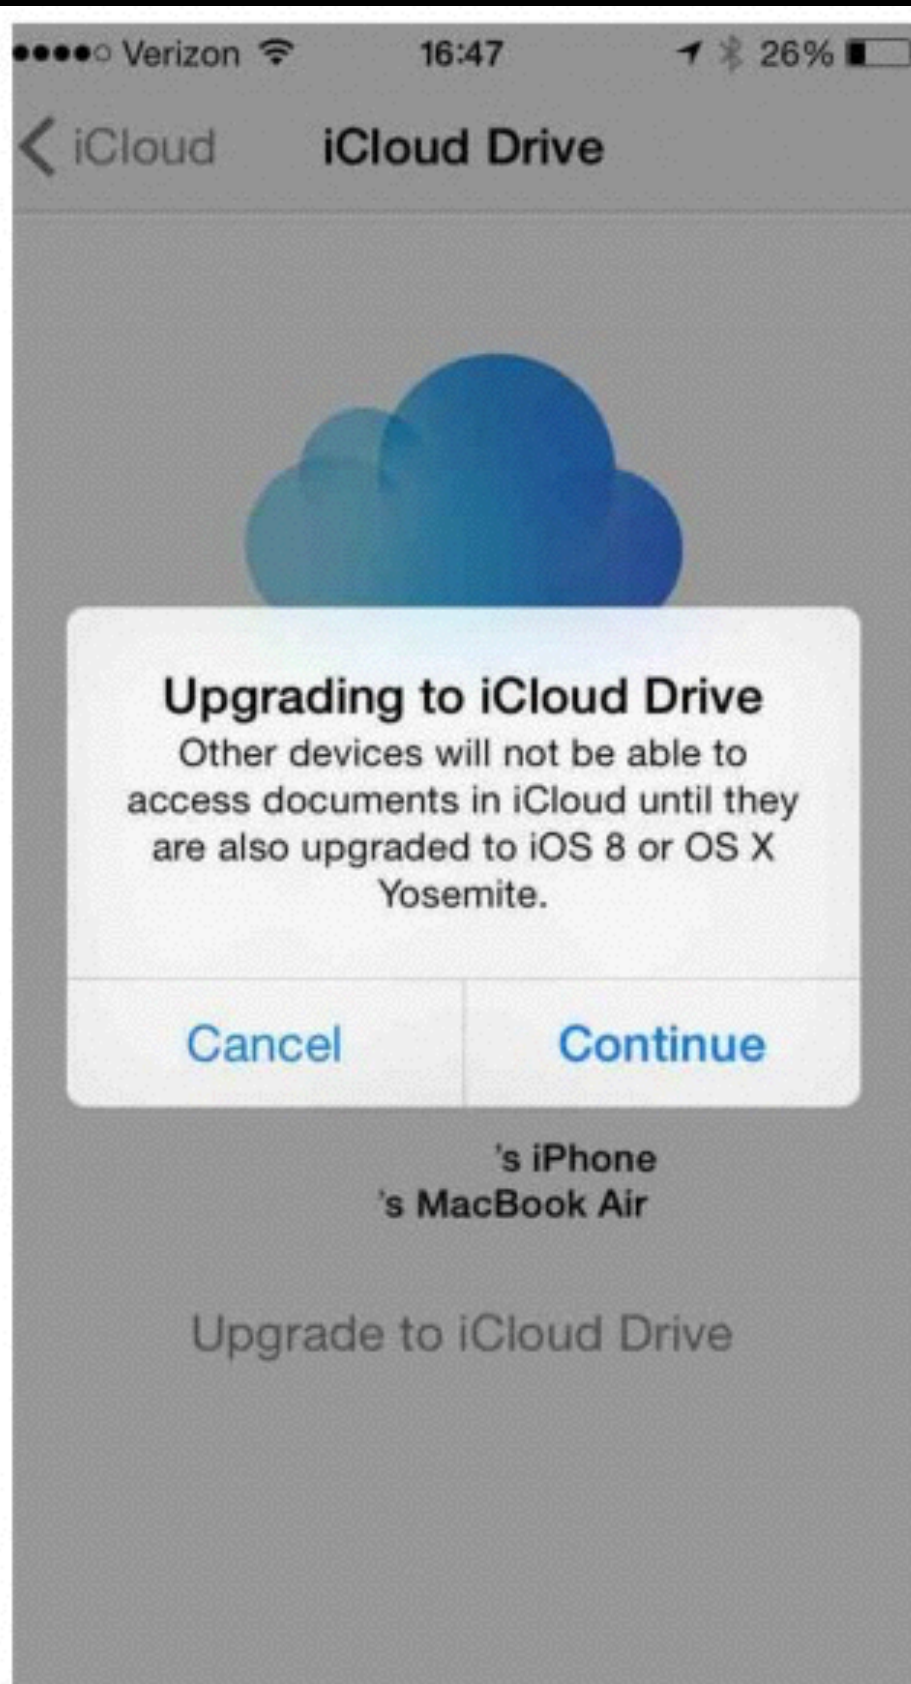 Verizon 16:47 26%
iCloud iCloud Drive
Upgrading to iCloud Drive
Other devices will not be able to
access documents in iCloud until they
are also upgraded to iOS 8 or OS X
Yosemite.
Cancel Continue
's iPhone
's MacBook Air
Upgrade to iCloud Drive